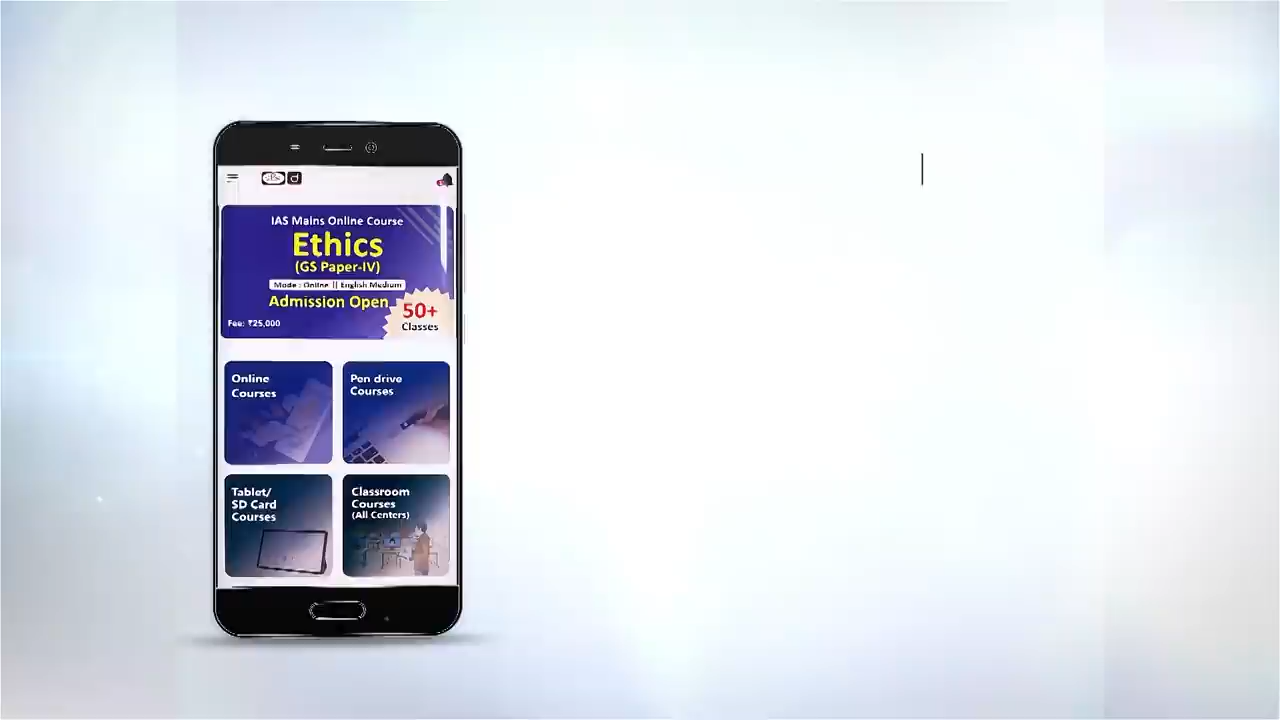 IAS Mains Online Course
Ethics
(GS Paper-IV)
Mode : Online || English Medium
Admission Open
50+
Classes
Fee: ₹25,000
Online
Courses
Pen drive
Courses
Tablet/
SD Card
Courses
Classroom
Courses
(All Centers)